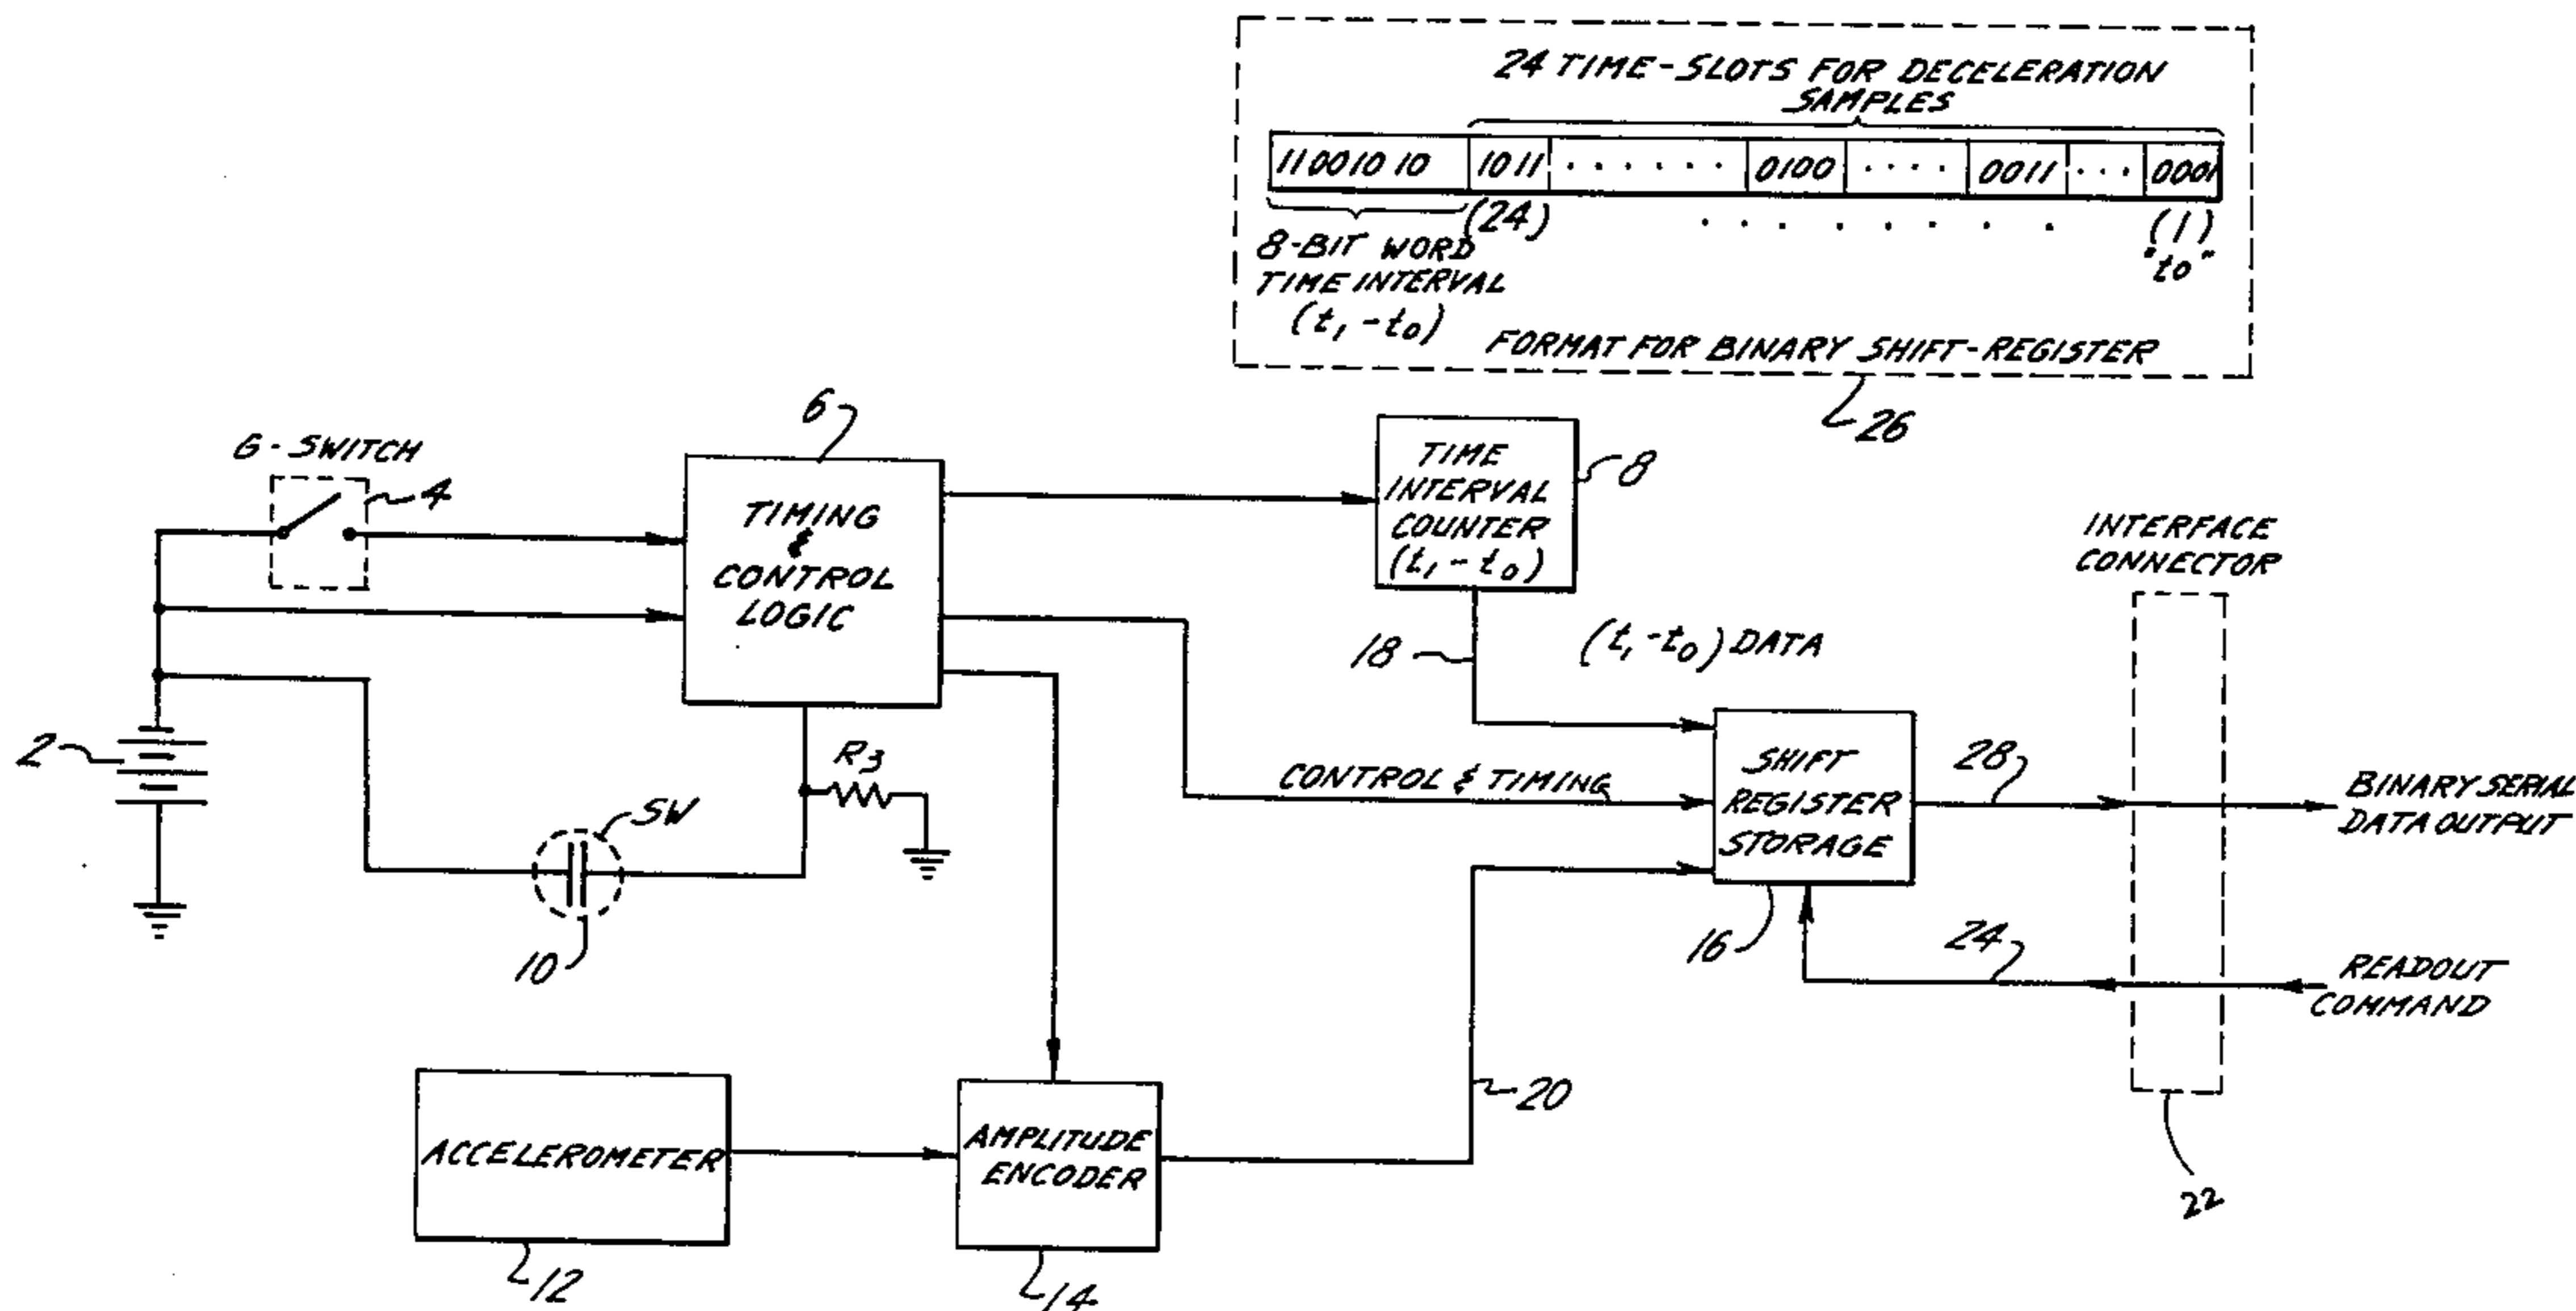 24 TIME-SLOTS FOR DECELERATION
SAMPLES
11001010 1011 ······ 0100 ···· 0011 ··· 0001
(24) ······· (1)
8-BIT WORD
TIME INTERVAL
(t₁ - t₀)
"to"
FORMAT FOR BINARY SHIFT-REGISTER
26
G-SWITCH
4
6
TIMING
&
CONTROL
LOGIC
TIME
INTERVAL
COUNTER
(t₁ - t₀)
8
18
(t₁ - t₀) DATA
INTERFACE
CONNECTOR
2
R3
SW
10
CONTROL & TIMING
SHIFT
REGISTER
STORAGE
16
28
BINARY SERIAL
DATA OUTPUT
24
READOUT
COMMAND
22
20
ACCELEROMETER
12
AMPLITUDE
ENCODER
14